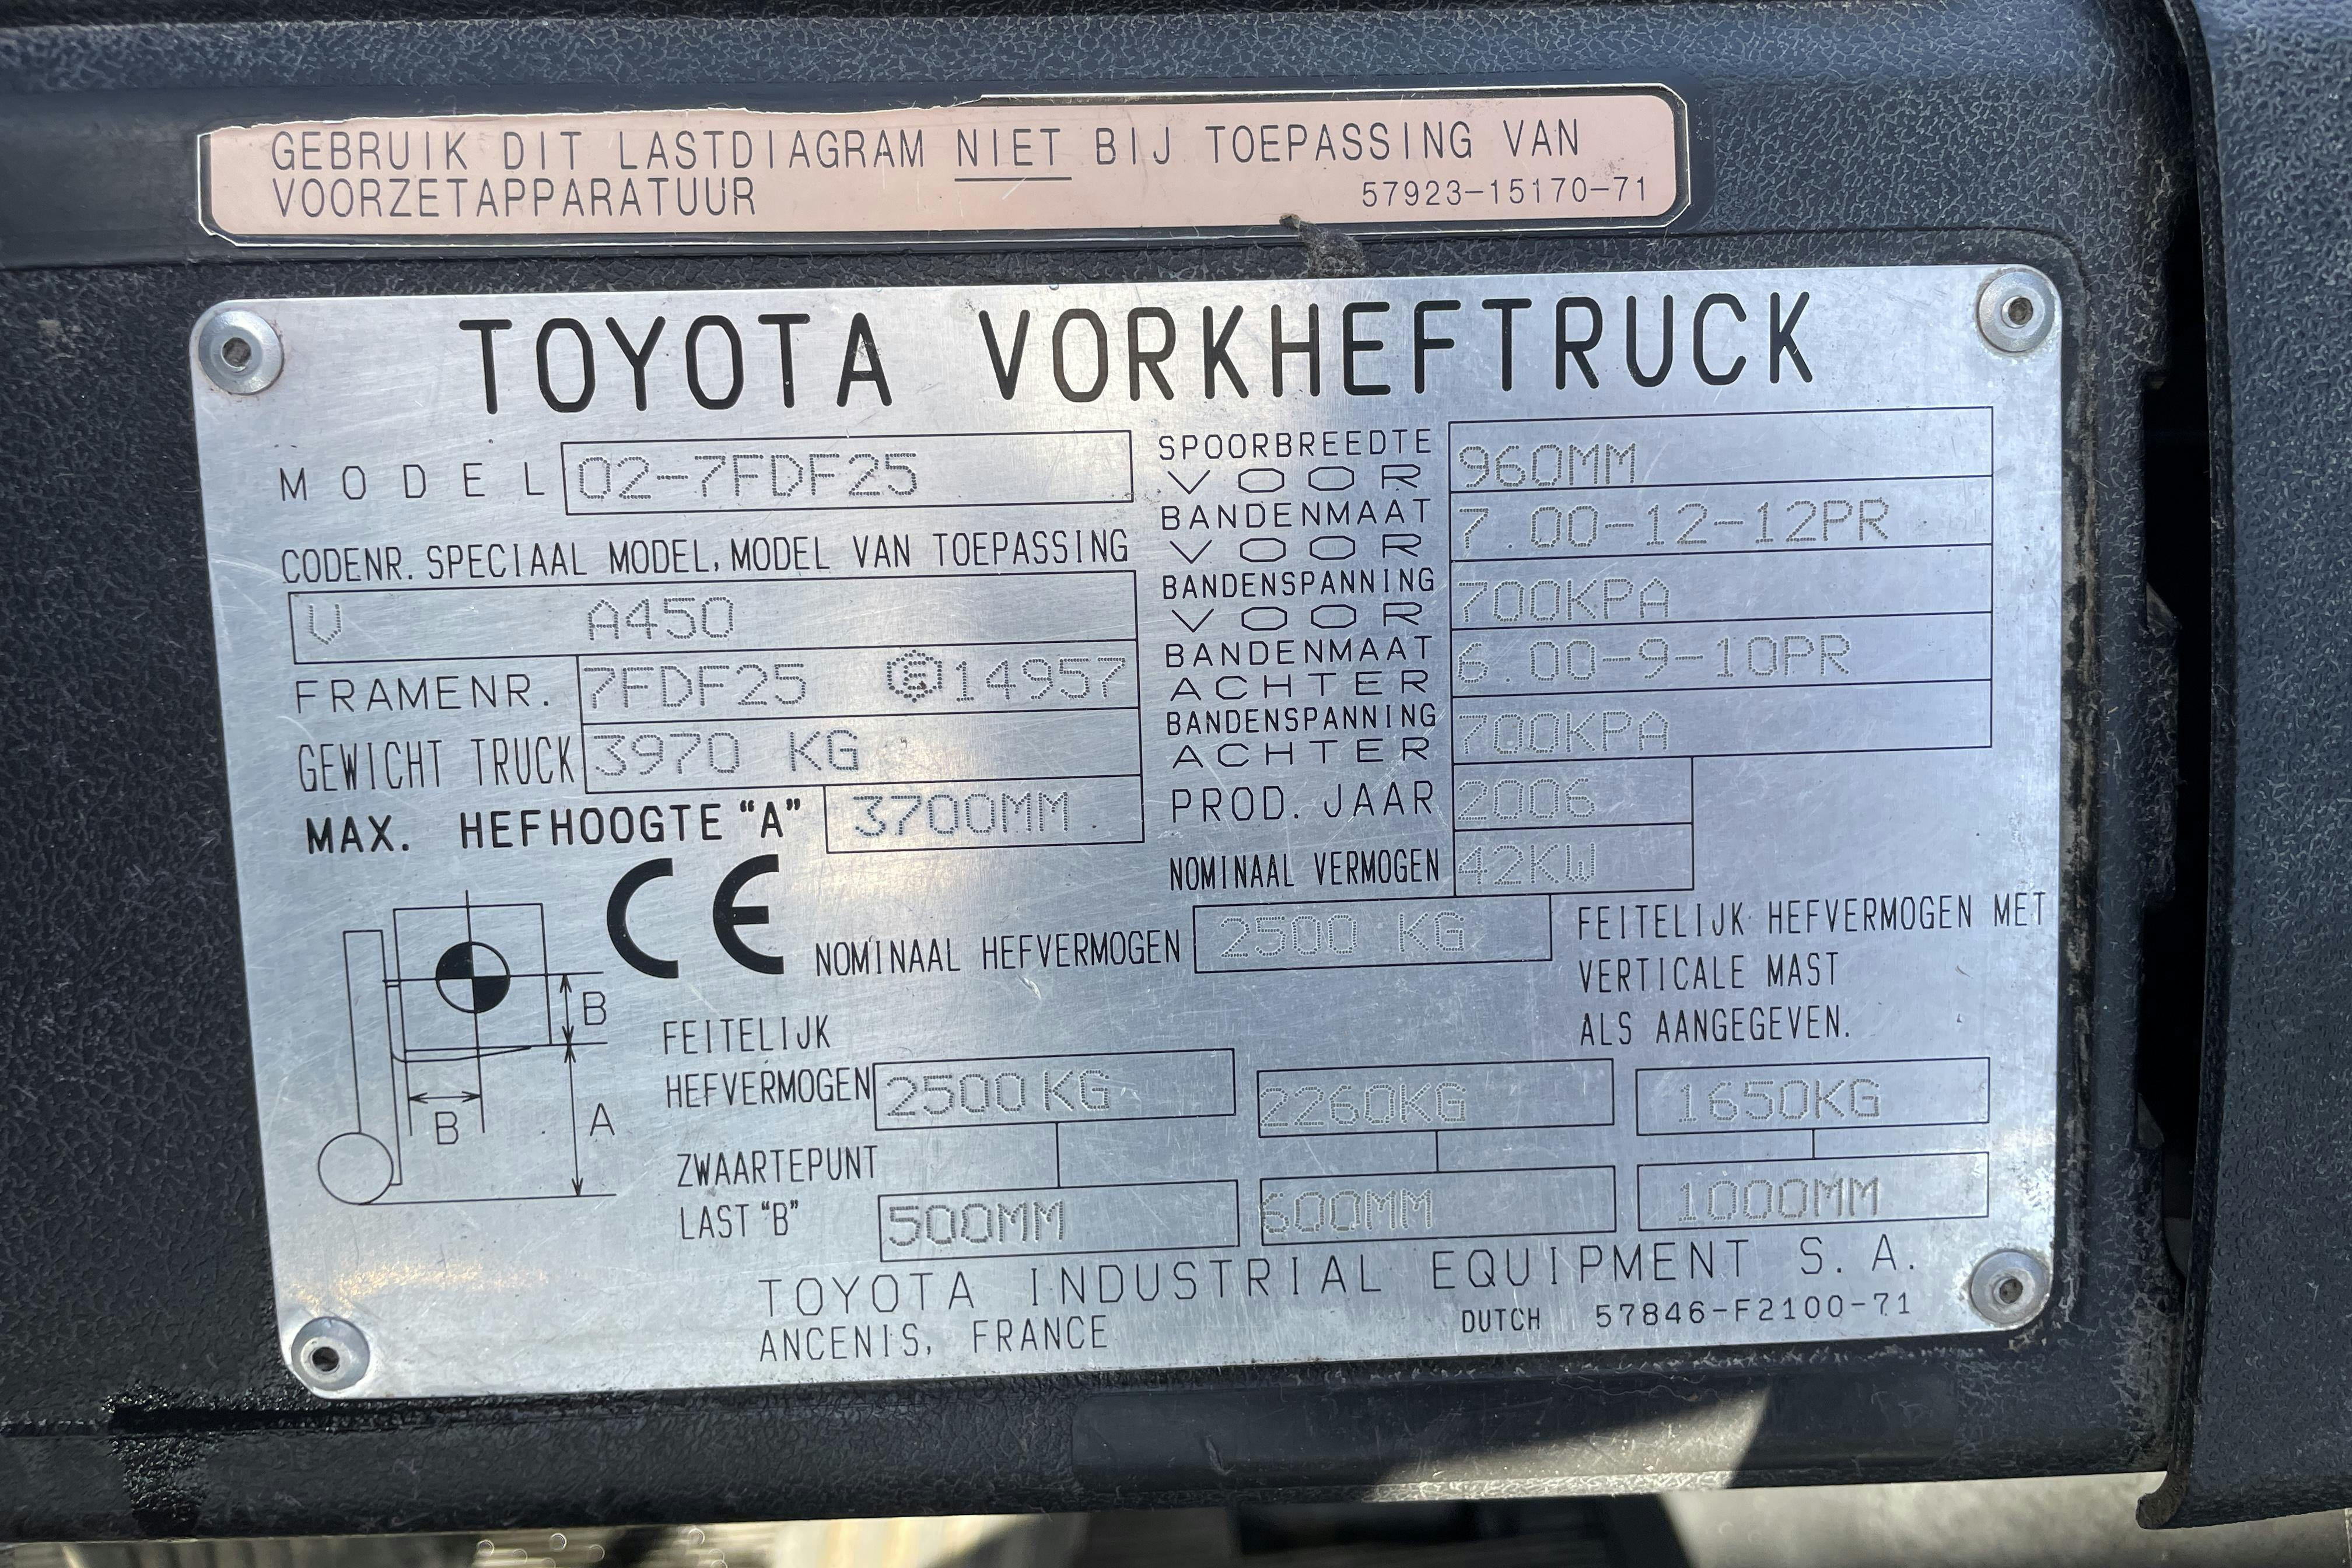 GEBRUIK DIT LASTDIAGRAM NIET BIJ TOEPASSING VAN
VOORZETAPPARATUUR 57923-15170-71
TOYOTA VORKHEFTRUCK
MODEL 02-7FDF25
CODENR. SPECIAAL MODEL, MODEL VAN TOEPASSING
V A450
FRAMENR. 7FDF25 14957
GEWICHT TRUCK 3970 KG
MAX. HEFHOOGTE "A" 3700MM
SPOORBREEDTE
VOOR 960MM
BANDENMAAT
VOOR 7.00-12-12PR
BANDENSPANNING
VOOR 700KPA
BANDENMAAT
ACHTER 6.00-9-10PR
BANDENSPANNING
ACHTER 700KPA
PROD. JAAR 2006
NOMINAAL VERMOGEN 42KW
CE
NOMINAAL HEFVERMOGEN 2500 KG
FEITELIJK HEFVERMOGEN MET
VERTICALE MAST
ALS AANGEGEVEN.
B
B
A
FEITELIJK
HEFVERMOGEN 2500KG 2260KG 1650KG
ZWAARTEPUNT
LAST "B" 500MM 600MM 1000MM
TOYOTA INDUSTRIAL EQUIPMENT S.A.
ANCENIS, FRANCE
DUTCH 57846-F2100-71